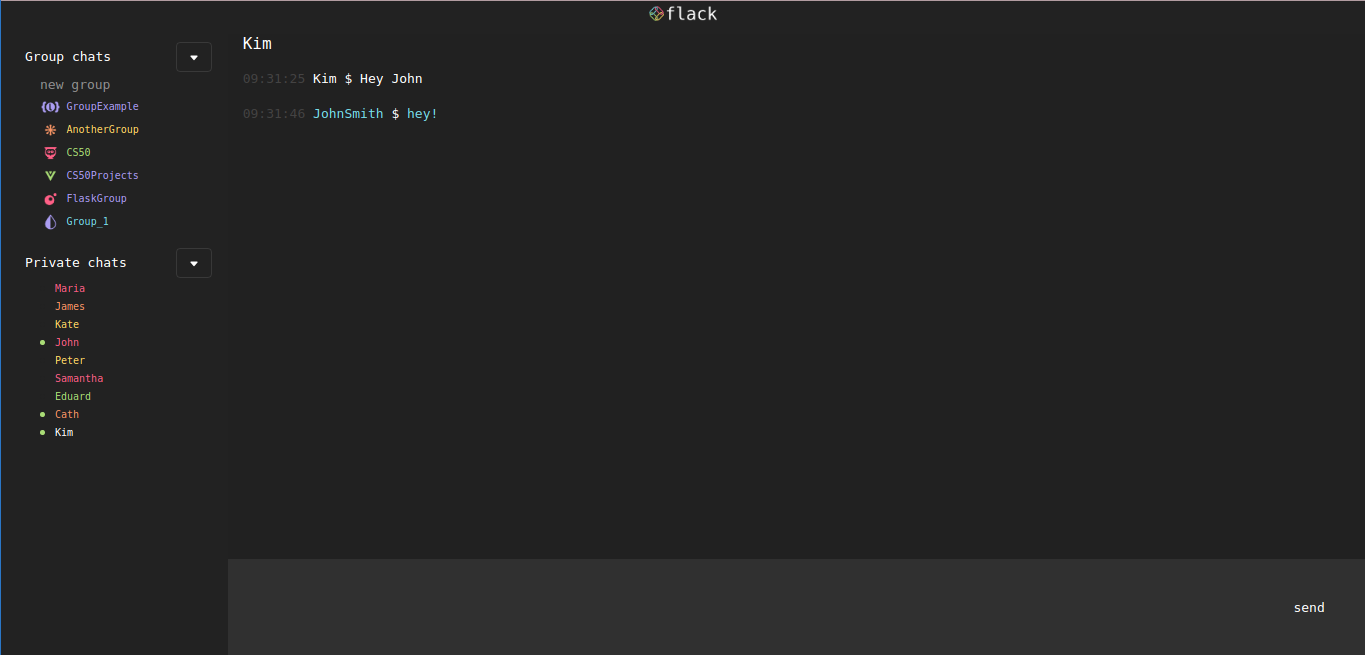 flack
Group chats
new group
GroupExample
AnotherGroup
CS50
CS50Projects
FlaskGroup
Group_1
Private chats
Maria
James
Kate
John
Peter
Samantha
Eduard
Cath
Kim
Kim
09:31:25 Kim $ Hey John
09:31:46 JohnSmith $ hey!
send